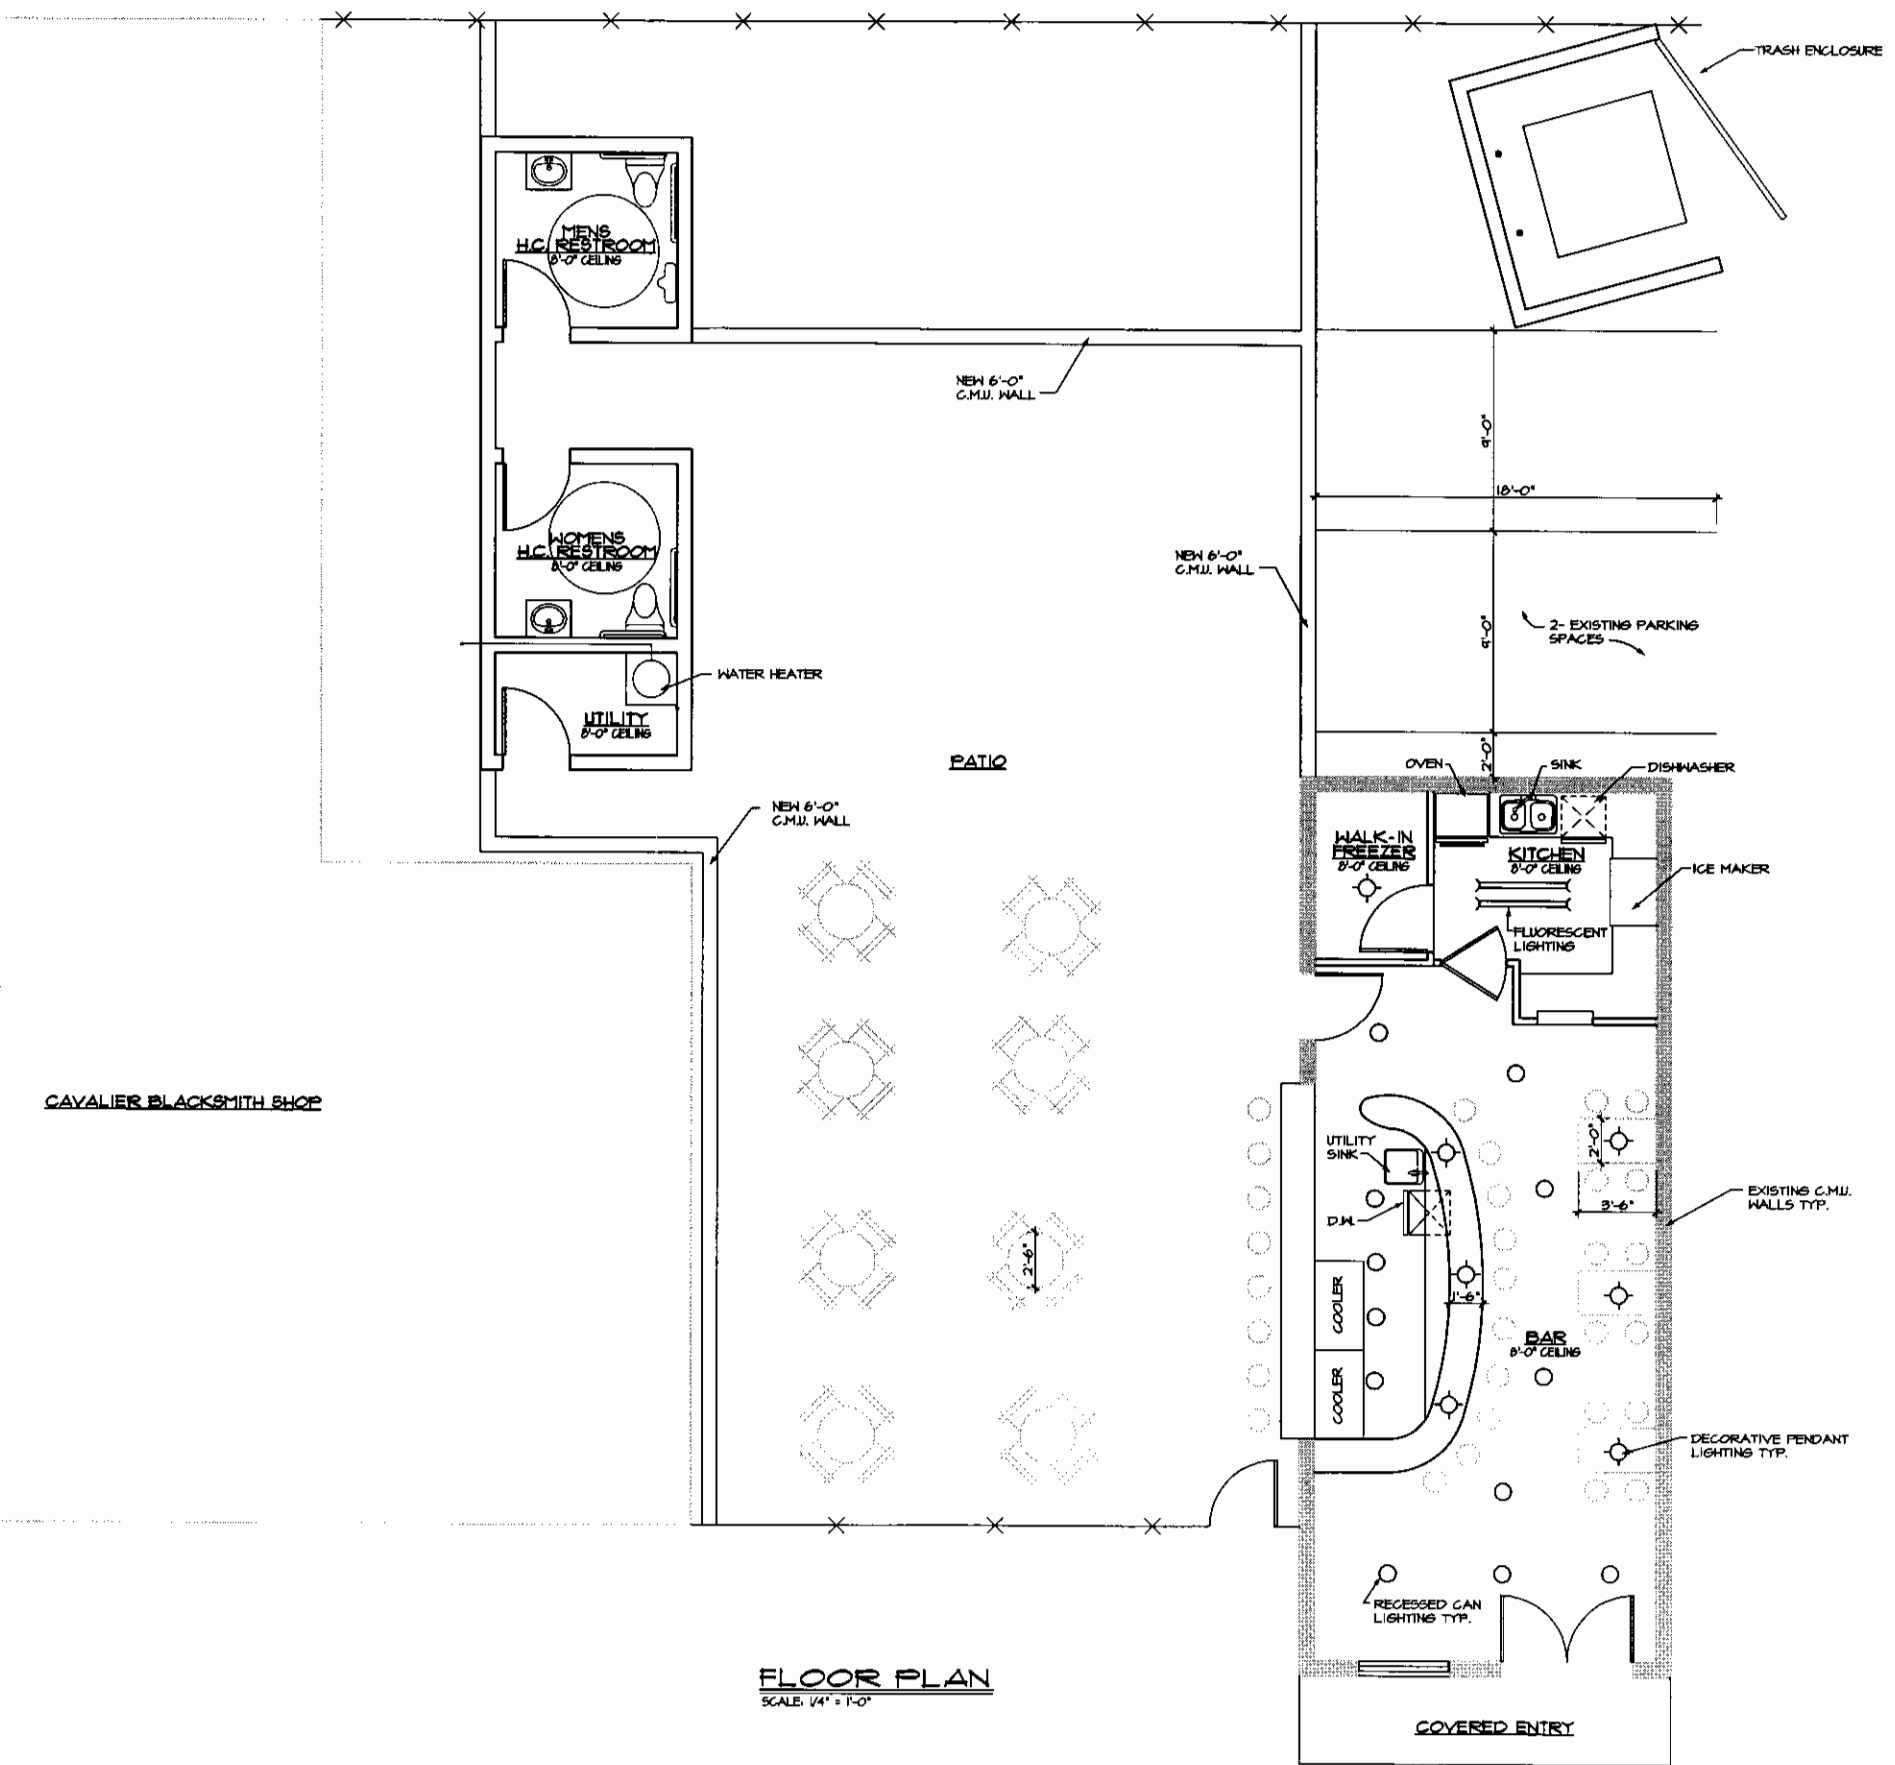 TRASH ENCLOSURE
MENS
H.C. RESTROOM
8'-0" CEILING
NEW 6'-0"
C.M.U. WALL
9'-0"
18'-0"
WOMENS
H.C. RESTROOM
8'-0" CEILING
NEW 6'-0"
C.M.U. WALL
9'-0"
2- EXISTING PARKING
SPACES
WATER HEATER
UTILITY
8'-0" CEILING
PATIO
2'-0"
OVEN
SINK
DISHWASHER
NEW 6'-0"
C.M.U. WALL
WALK-IN
FREEZER
8'-0" CEILING
KITCHEN
8'-0" CEILING
ICE MAKER
FLUORESCENT
LIGHTING
CAVALIER BLACKSMITH SHOP
UTILITY
SINK
2'-0"
3'-6"
EXISTING C.M.U.
WALLS TYP.
D.W.
2'-6"
COOLER
1'-6"
BAR
8'-0" CEILING
COOLER
DECORATIVE PENDANT
LIGHTING TYP.
RECESSED CAN
LIGHTING TYP.
FLOOR PLAN
SCALE: 1/4" = 1'-0"
COVERED ENTRY